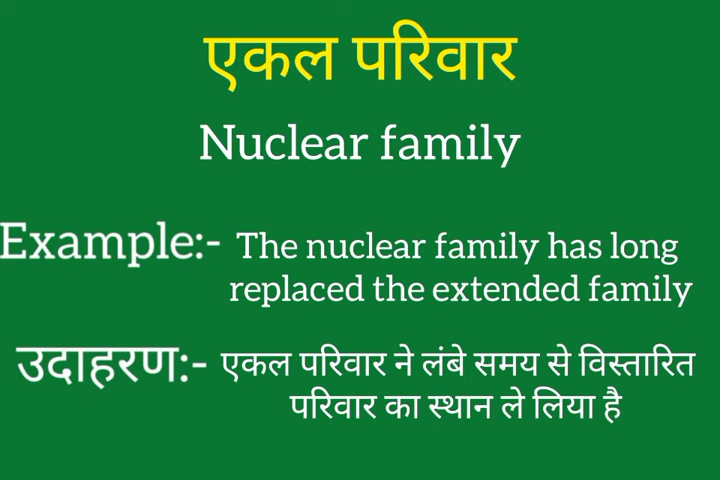 एकल परिवार
Nuclear family
Example:- The nuclear family has long
replaced the extended family
उदाहरण:- एकल परिवार ने लंबे समय से विस्तारित
परिवार का स्थान ले लिया है